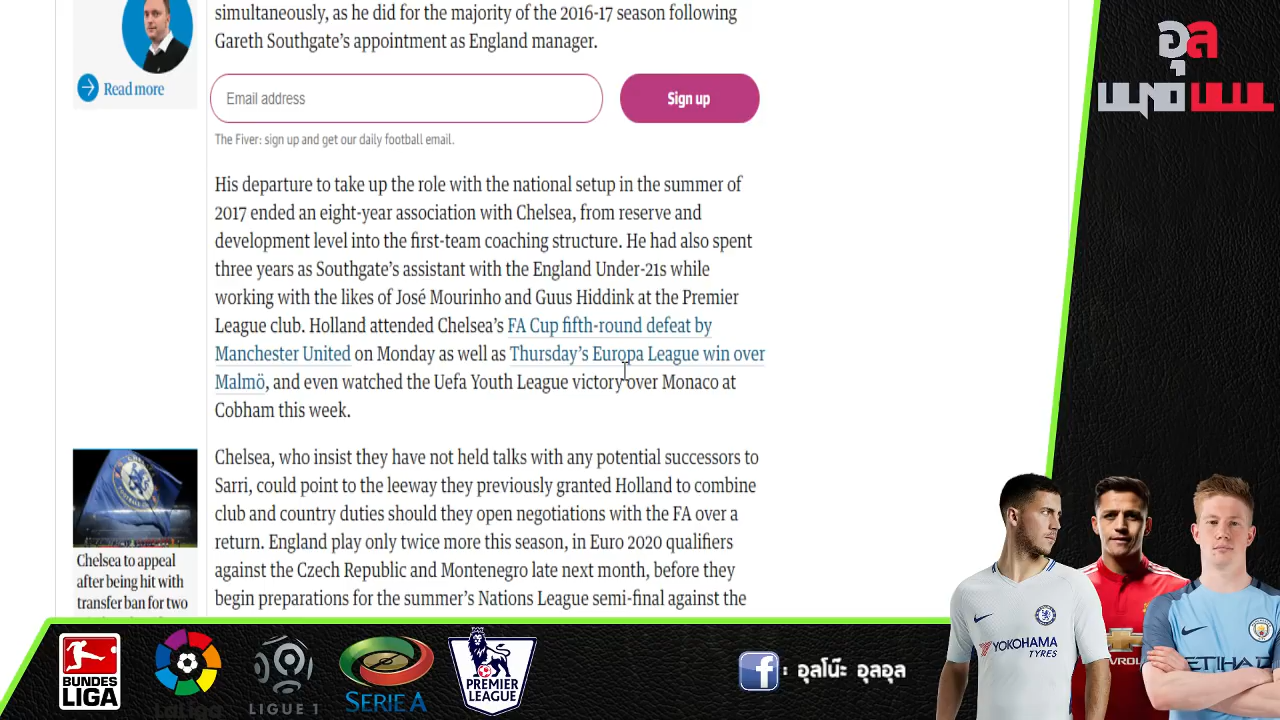 simultaneously, as he did for the majority of the 2016-17 season following
Gareth Southgate’s appointment as England manager.
Read more
Email address
Sign up
The Fiver: sign up and get our daily football email.
His departure to take up the role with the national setup in the summer of
2017 ended an eight-year association with Chelsea, from reserve and
development level into the first-team coaching structure. He had also spent
three years as Southgate’s assistant with the England Under-21s while
working with the likes of José Mourinho and Guus Hiddink at the Premier
League club. Holland attended Chelsea’s FA Cup fifth-round defeat by
Manchester United on Monday as well as Thursday’s Europa League win over
Malmö, and even watched the Uefa Youth League victory over Monaco at
Cobham this week.
Chelsea, who insist they have not held talks with any potential successors to
Sarri, could point to the leeway they previously granted Holland to combine
club and country duties should they open negotiations with the FA over a
return. England play only twice more this season, in Euro 2020 qualifiers
against the Czech Republic and Montenegro late next month, before they
begin preparations for the summer’s Nations League semi-final against the
Chelsea to appeal
after being hit with
transfer ban for two
อุล
YOKOHAMA
TYRES
BUNDES
LIGA
LaLiga
LIGUE 1
SERIE A
PREMIER
LEAGUE
f : อุลโน๊ะ อุลอุล